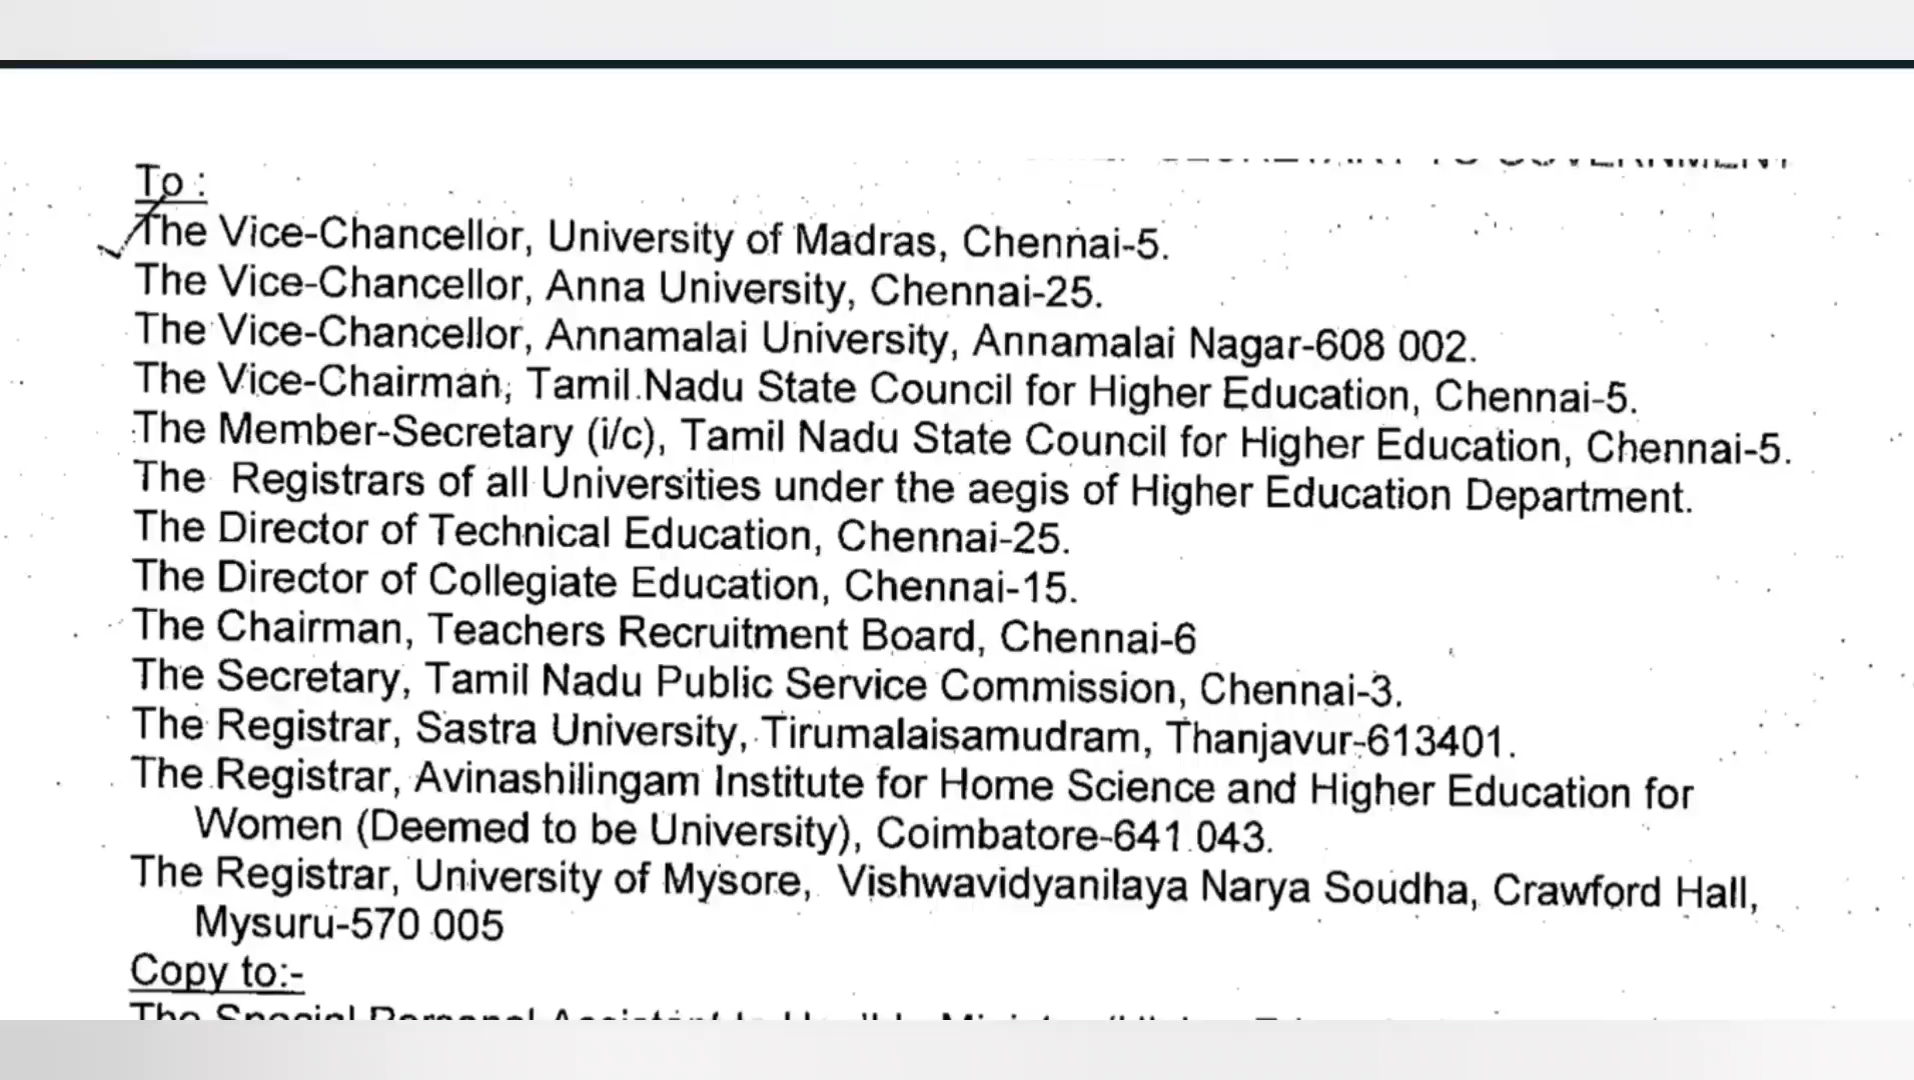 To :
The Vice-Chancellor, University of Madras, Chennai-5.
The Vice-Chancellor, Anna University, Chennai-25.
The Vice-Chancellor, Annamalai University, Annamalai Nagar-608 002.
The Vice-Chairman, Tamil Nadu State Council for Higher Education, Chennai-5.
The Member-Secretary (i/c), Tamil Nadu State Council for Higher Education, Chennai-5.
The Registrars of all Universities under the aegis of Higher Education Department.
The Director of Technical Education, Chennai-25.
The Director of Collegiate Education, Chennai-15.
The Chairman, Teachers Recruitment Board, Chennai-6
The Secretary, Tamil Nadu Public Service Commission, Chennai-3.
The Registrar, Sastra University, Tirumalaisamudram, Thanjavur-613401.
The Registrar, Avinashilingam Institute for Home Science and Higher Education for
Women (Deemed to be University), Coimbatore-641 043.
The Registrar, University of Mysore, Vishwavidyanilaya Narya Soudha, Crawford Hall,
Mysuru-570 005
Copy to:-
The Special Personal Assistant to